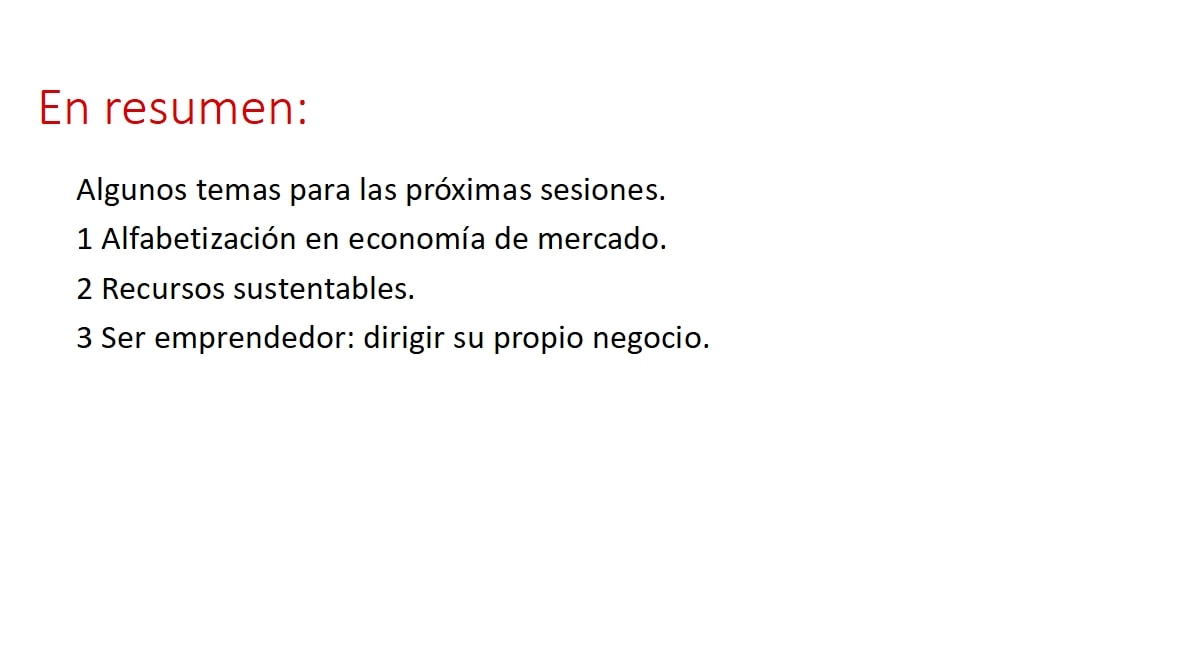 En resumen:
Algunos temas para las próximas sesiones.
1 Alfabetización en economía de mercado.
2 Recursos sustentables.
3 Ser emprendedor: dirigir su propio negocio.